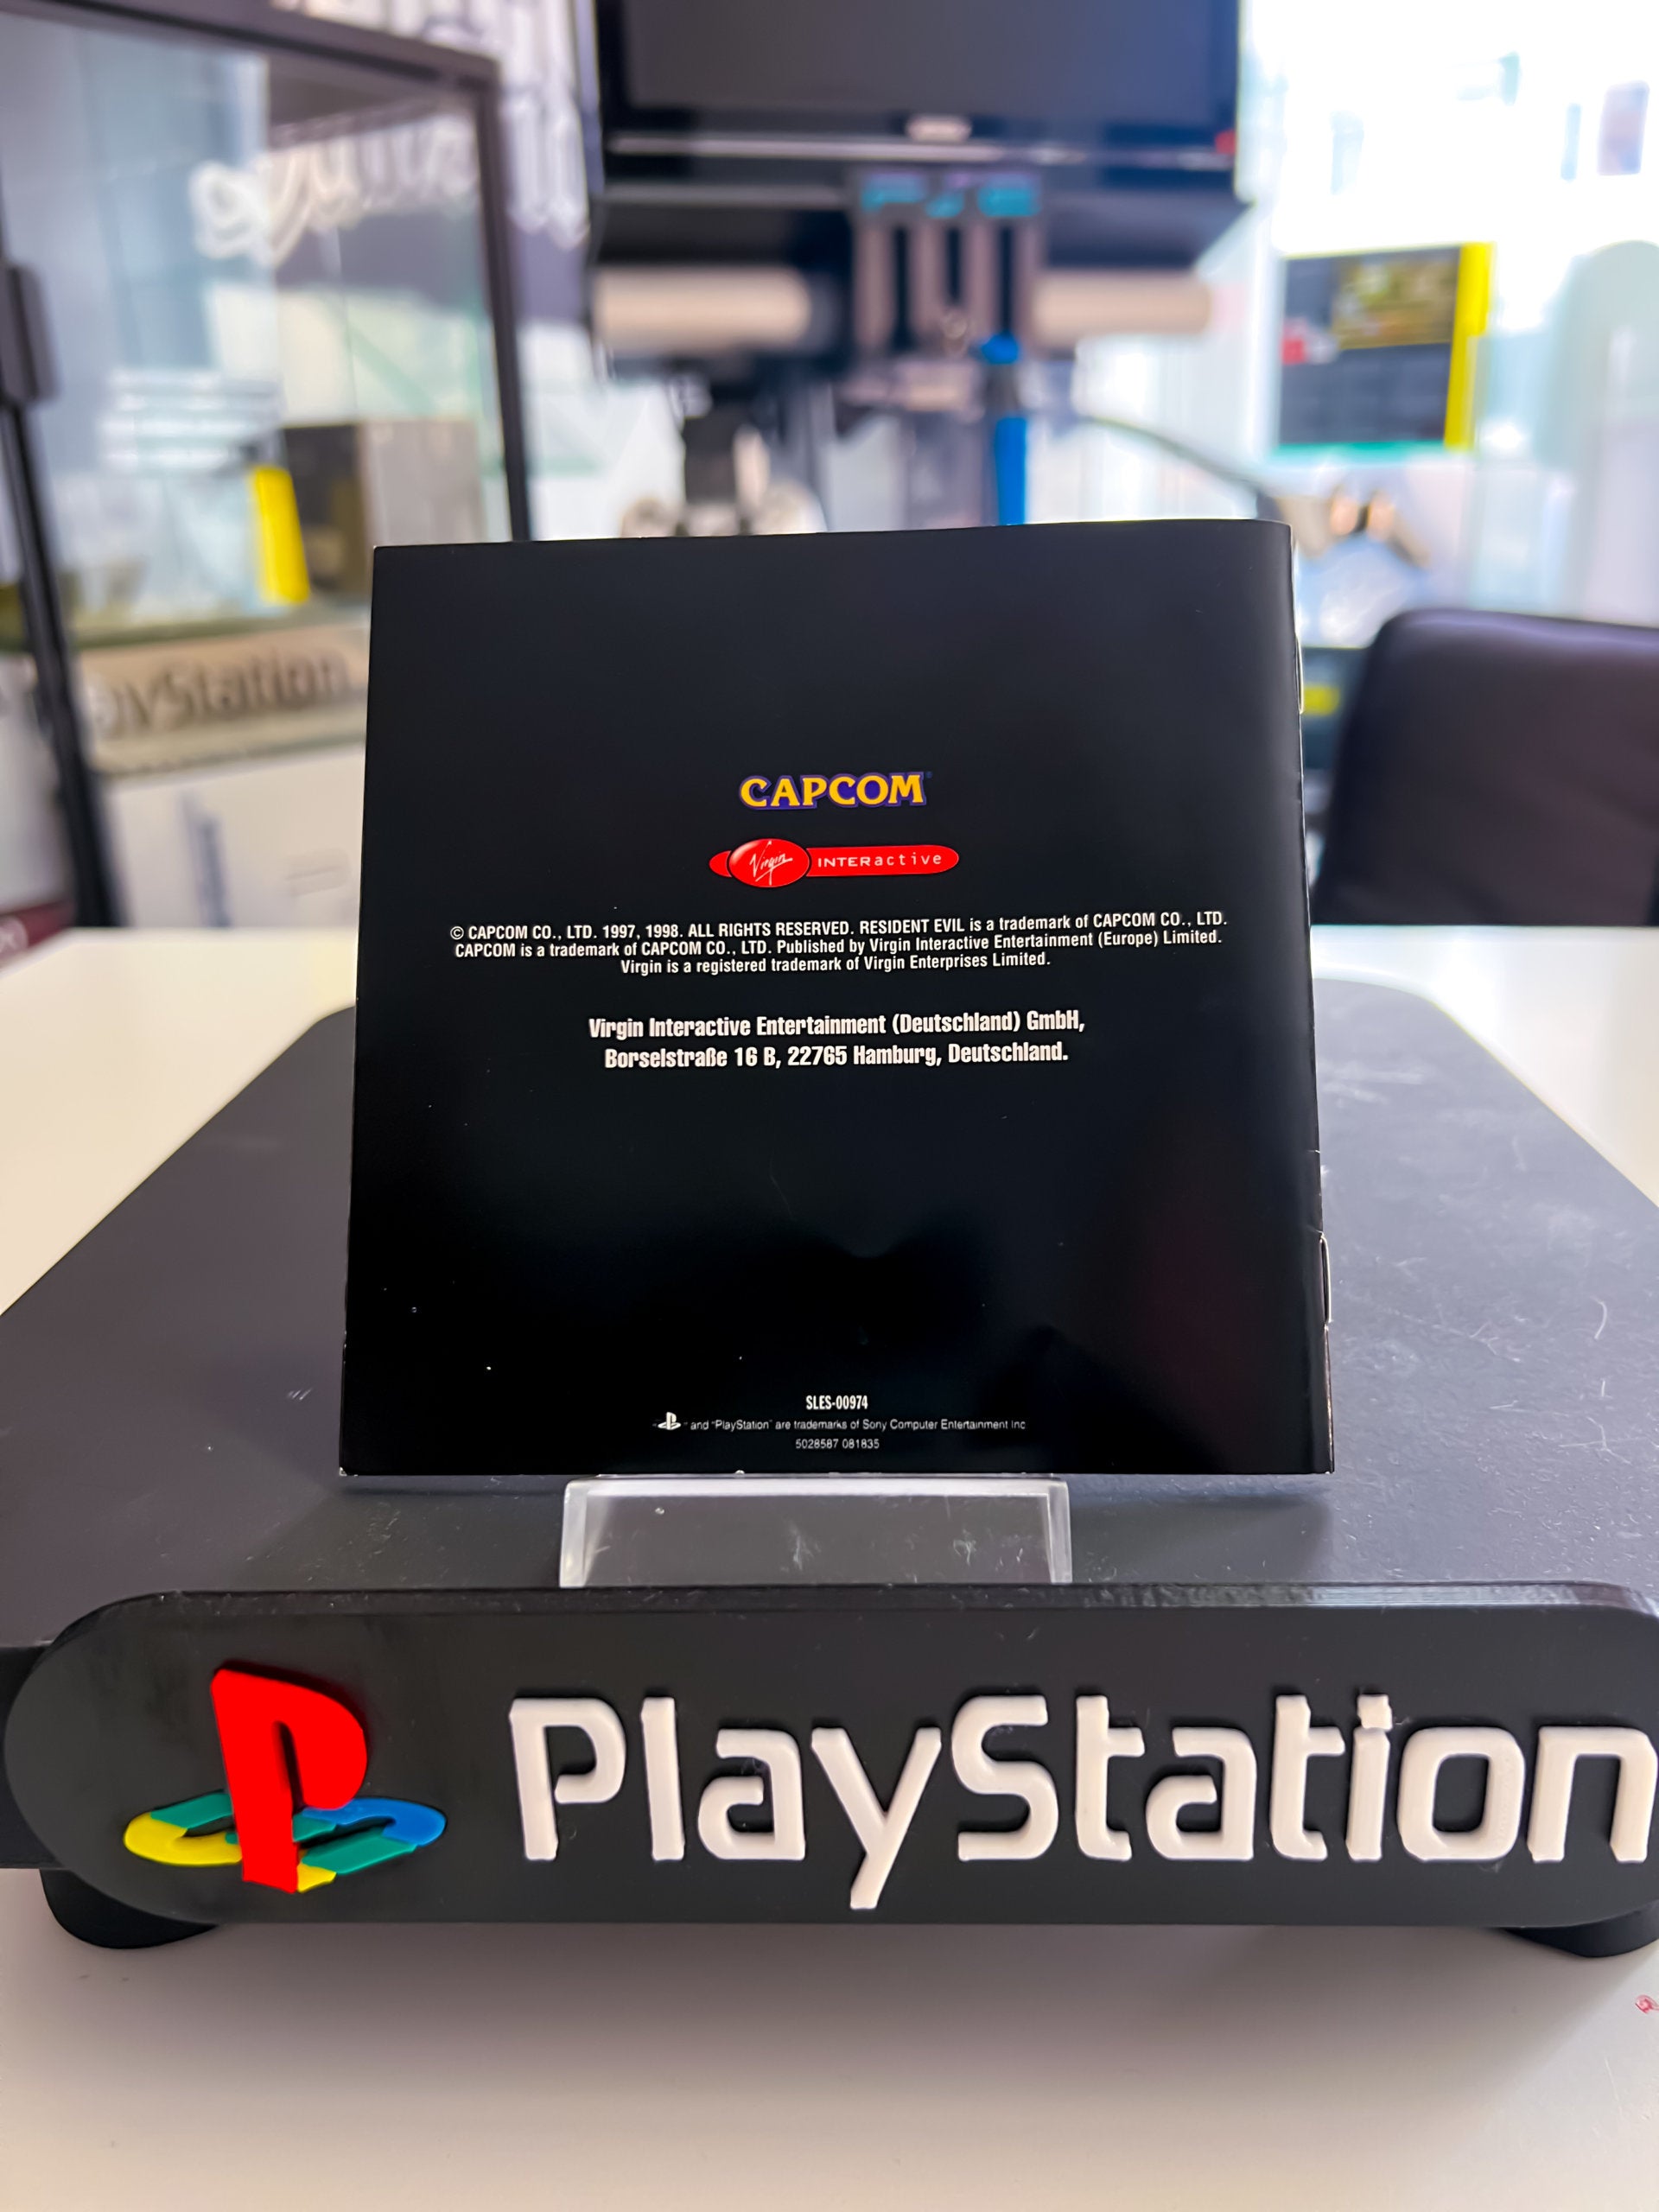 PlayStation
CAPCOM
Virgin INTERactive
© CAPCOM CO., LTD. 1997, 1998. ALL RIGHTS RESERVED. RESIDENT EVIL is a trademark of CAPCOM CO., LTD.
CAPCOM is a trademark of CAPCOM CO., LTD. Published by Virgin Interactive Entertainment (Europe) Limited.
Virgin is a registered trademark of Virgin Enterprises Limited.
Virgin Interactive Entertainment (Deutschland) GmbH,
Borselstraße 16 B, 22765 Hamburg, Deutschland.
SLES-00974
and "PlayStation" are trademarks of Sony Computer Entertainment Inc
5028587 081835
PlayStation